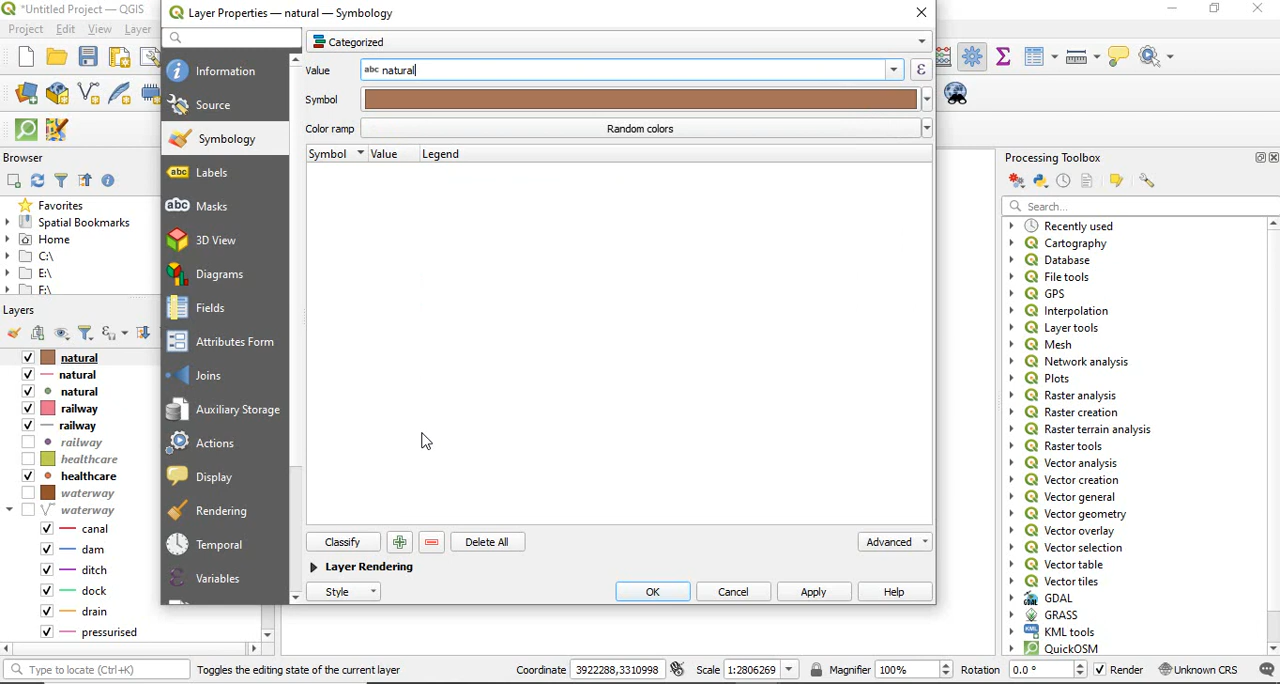 *Untitled Project — QGIS
Layer Properties — natural — Symbology
Project Edit View Layer
Categorized
Value abc natural ε
Symbol
Color ramp Random colors
Symbol Value Legend
Information
Source
Symbology
abc Labels
abc Masks
3D View
Diagrams
Fields
Attributes Form
Joins
Auxiliary Storage
Actions
Display
Rendering
Temporal
Variables
Classify
Delete All
Advanced
Layer Rendering
Style
OK
Cancel
Apply
Help
Browser
Favorites
Spatial Bookmarks
Home
C:\
E:\
F:\
Layers
natural
natural
natural
railway
railway
railway
healthcare
healthcare
waterway
waterway
canal
dam
ditch
dock
drain
pressurised
Processing Toolbox
Search...
Recently used
Cartography
Database
File tools
GPS
Interpolation
Layer tools
Mesh
Network analysis
Plots
Raster analysis
Raster creation
Raster terrain analysis
Raster tools
Vector analysis
Vector creation
Vector general
Vector geometry
Vector overlay
Vector selection
Vector table
Vector tiles
GDAL
GRASS
KML tools
QuickOSM
Type to locate (Ctrl+K)
Toggles the editing state of the current layer
Coordinate 3922288,3310998
Scale 1:2806269
Magnifier 100%
Rotation 0.0 °
Render
Unknown CRS